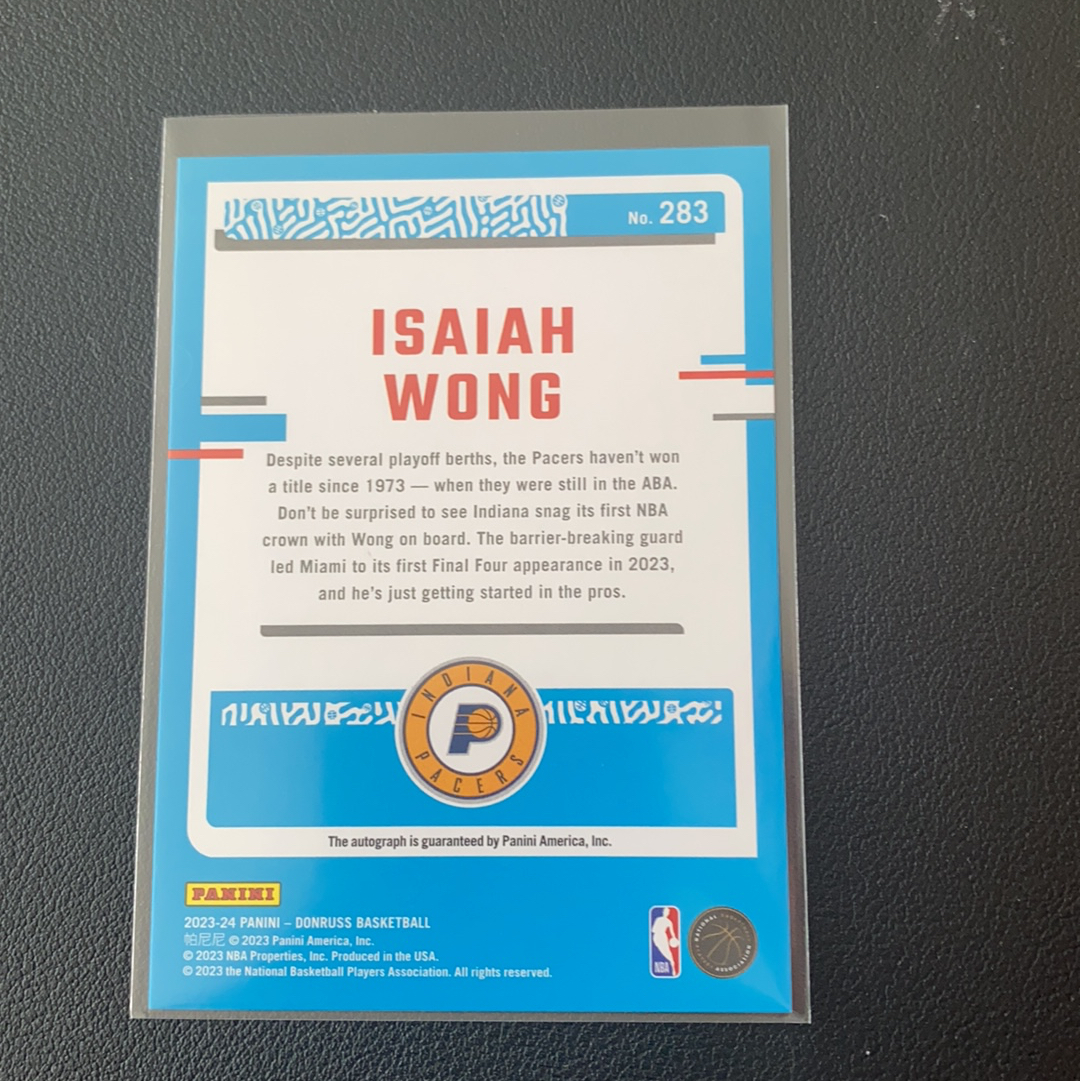 No. 283
ISAIAH
WONG
Despite several playoff berths, the Pacers haven't won
a title since 1973 — when they were still in the ABA.
Don't be surprised to see Indiana snag its first NBA
crown with Wong on board. The barrier-breaking guard
led Miami to its first Final Four appearance in 2023,
and he's just getting started in the pros.
INDIANA
P
PACERS
The autograph is guaranteed by Panini America, Inc.
PANINI
2023-24 PANINI – DONRUSS BASKETBALL
帕尼尼 © 2023 Panini America, Inc.
© 2023 NBA Properties, Inc. Produced in the USA.
© 2023 the National Basketball Players Association. All rights reserved.
NBA